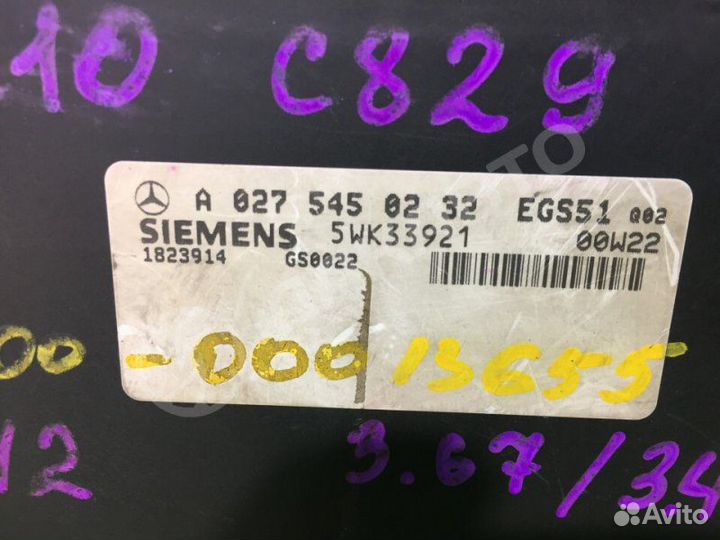 10 C829
A 027 545 02 32 EGS51 Q02
SIEMENS 5WK33921 00W22
1823914 GS0022
00 -000 13655
12 3.67/34
Avito